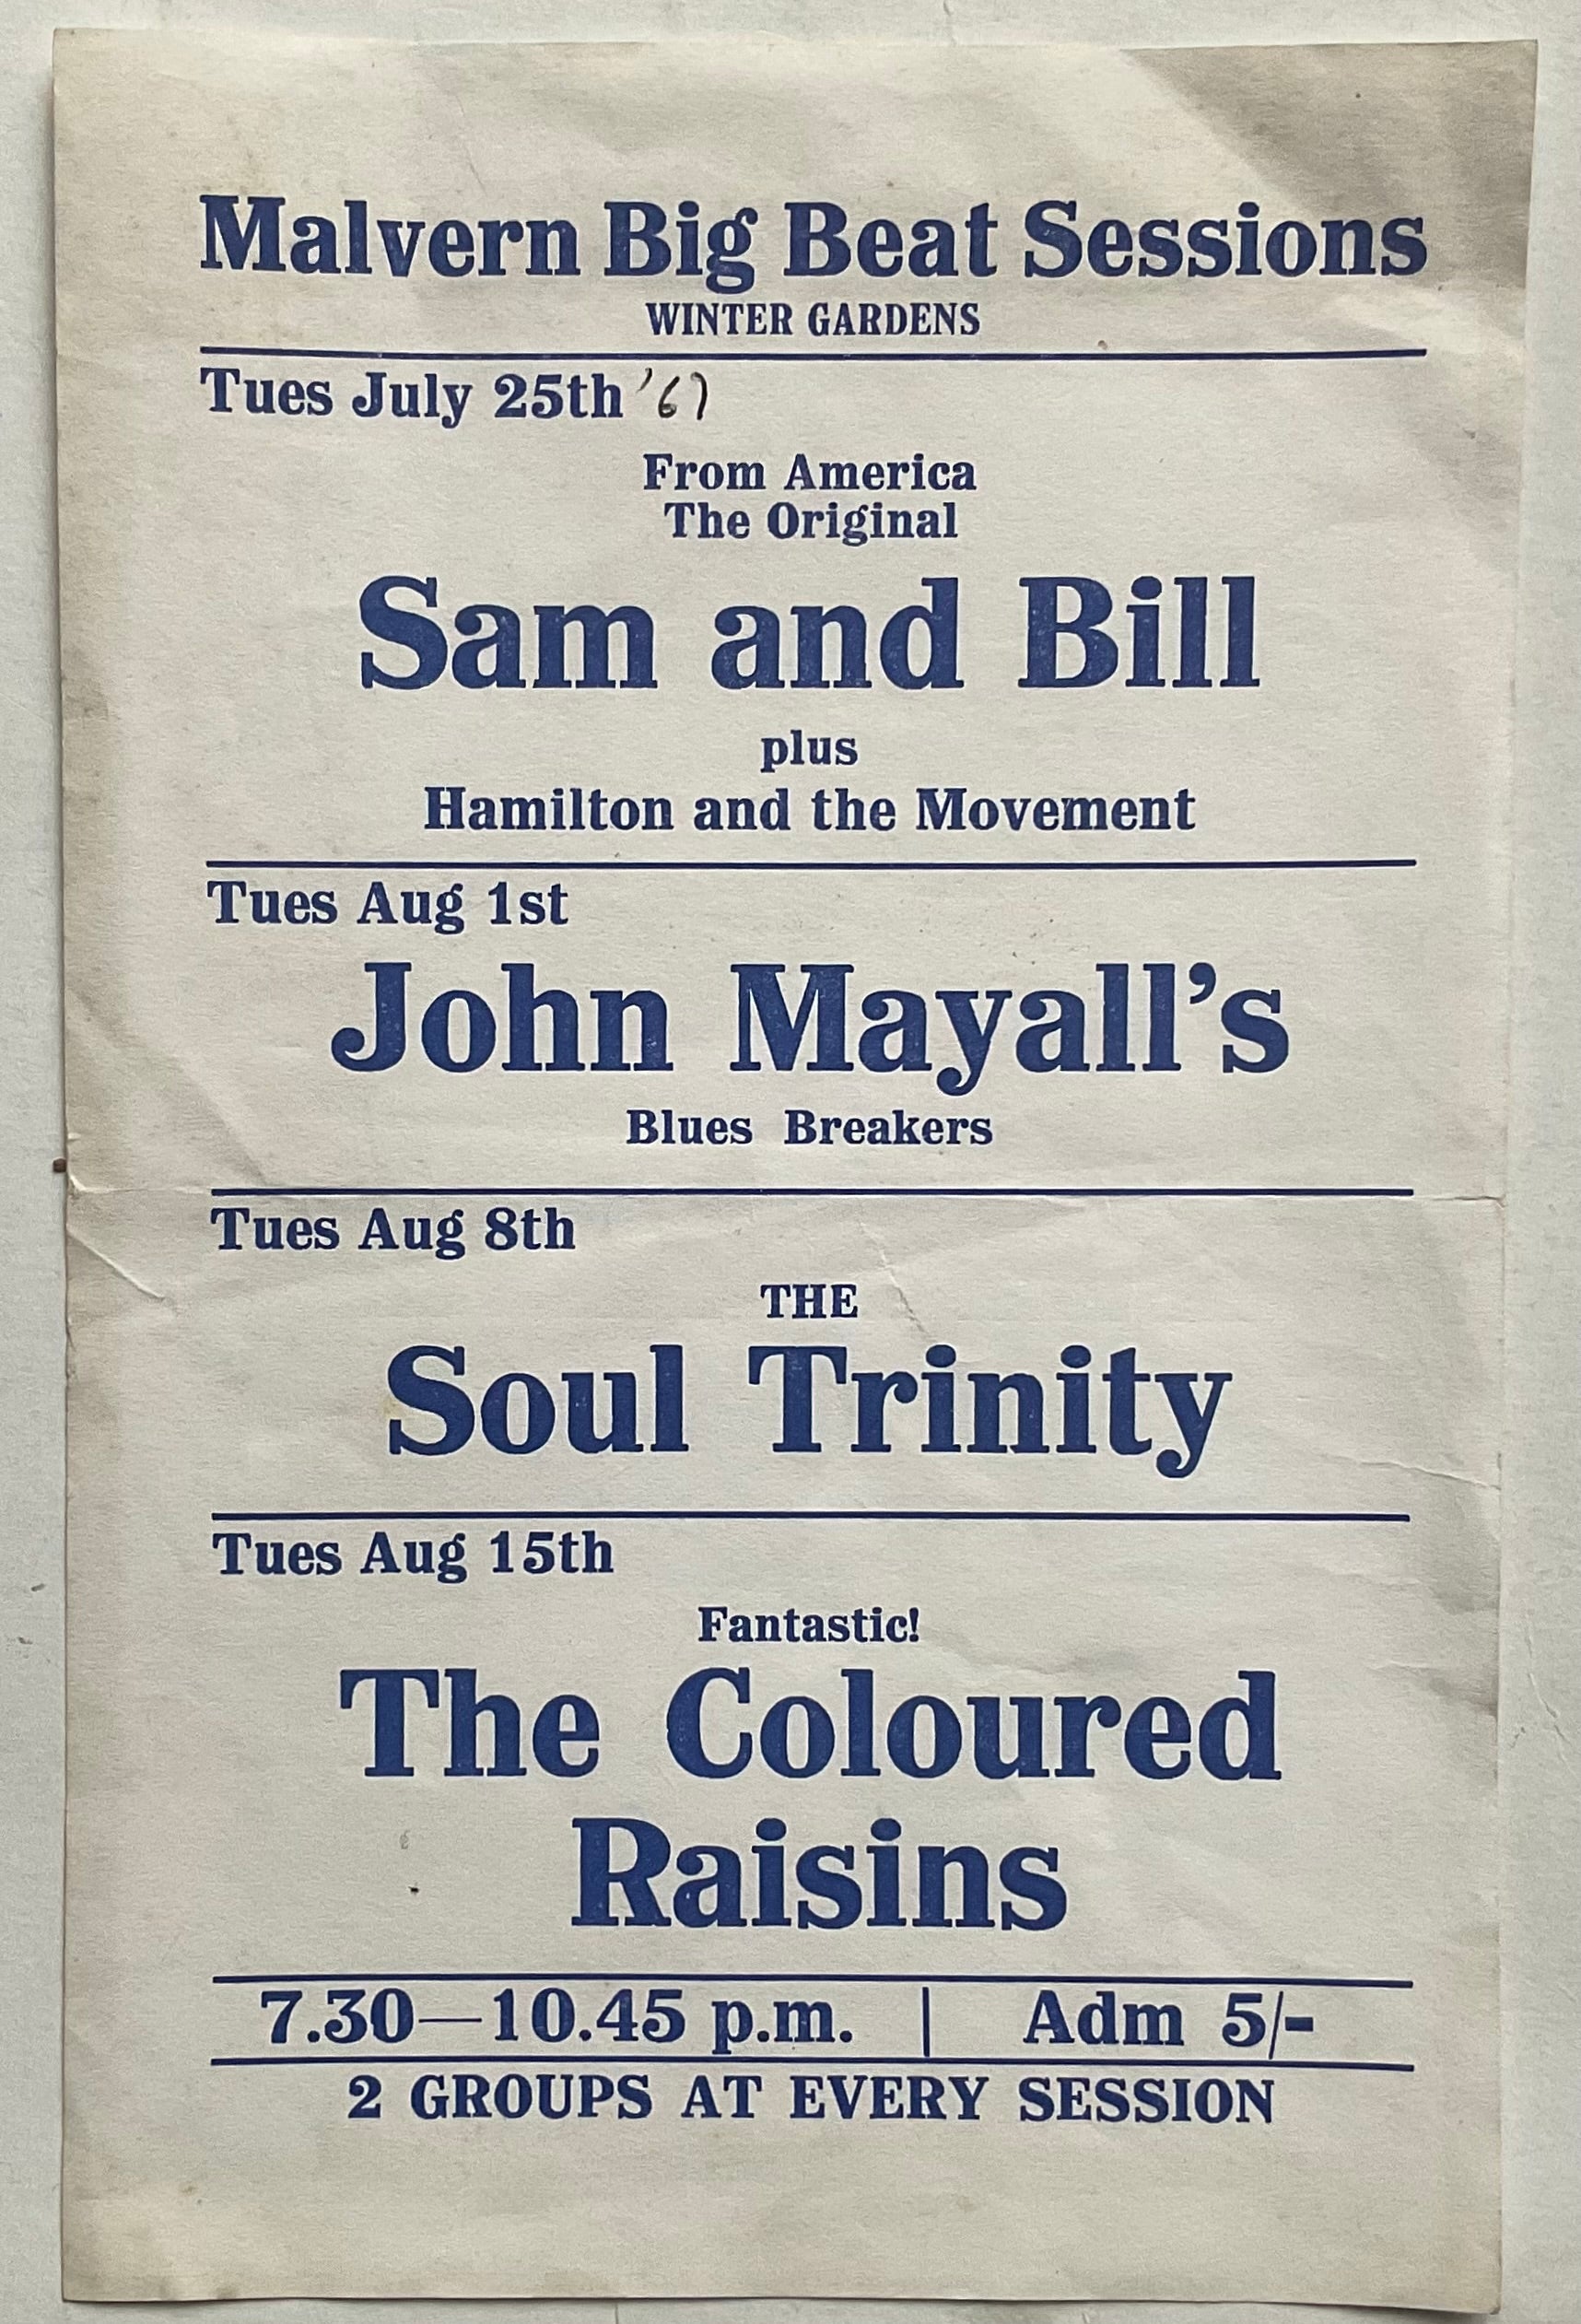 Malvern Big Beat Sessions
WINTER GARDENS
Tues July 25th '67
From America
The Original
Sam and Bill
plus
Hamilton and the Movement
Tues Aug 1st
John Mayall's
Blues Breakers
Tues Aug 8th
THE
Soul Trinity
Tues Aug 15th
Fantastic!
The Coloured
Raisins
7.30—10.45 p.m. | Adm 5/-
2 GROUPS AT EVERY SESSION